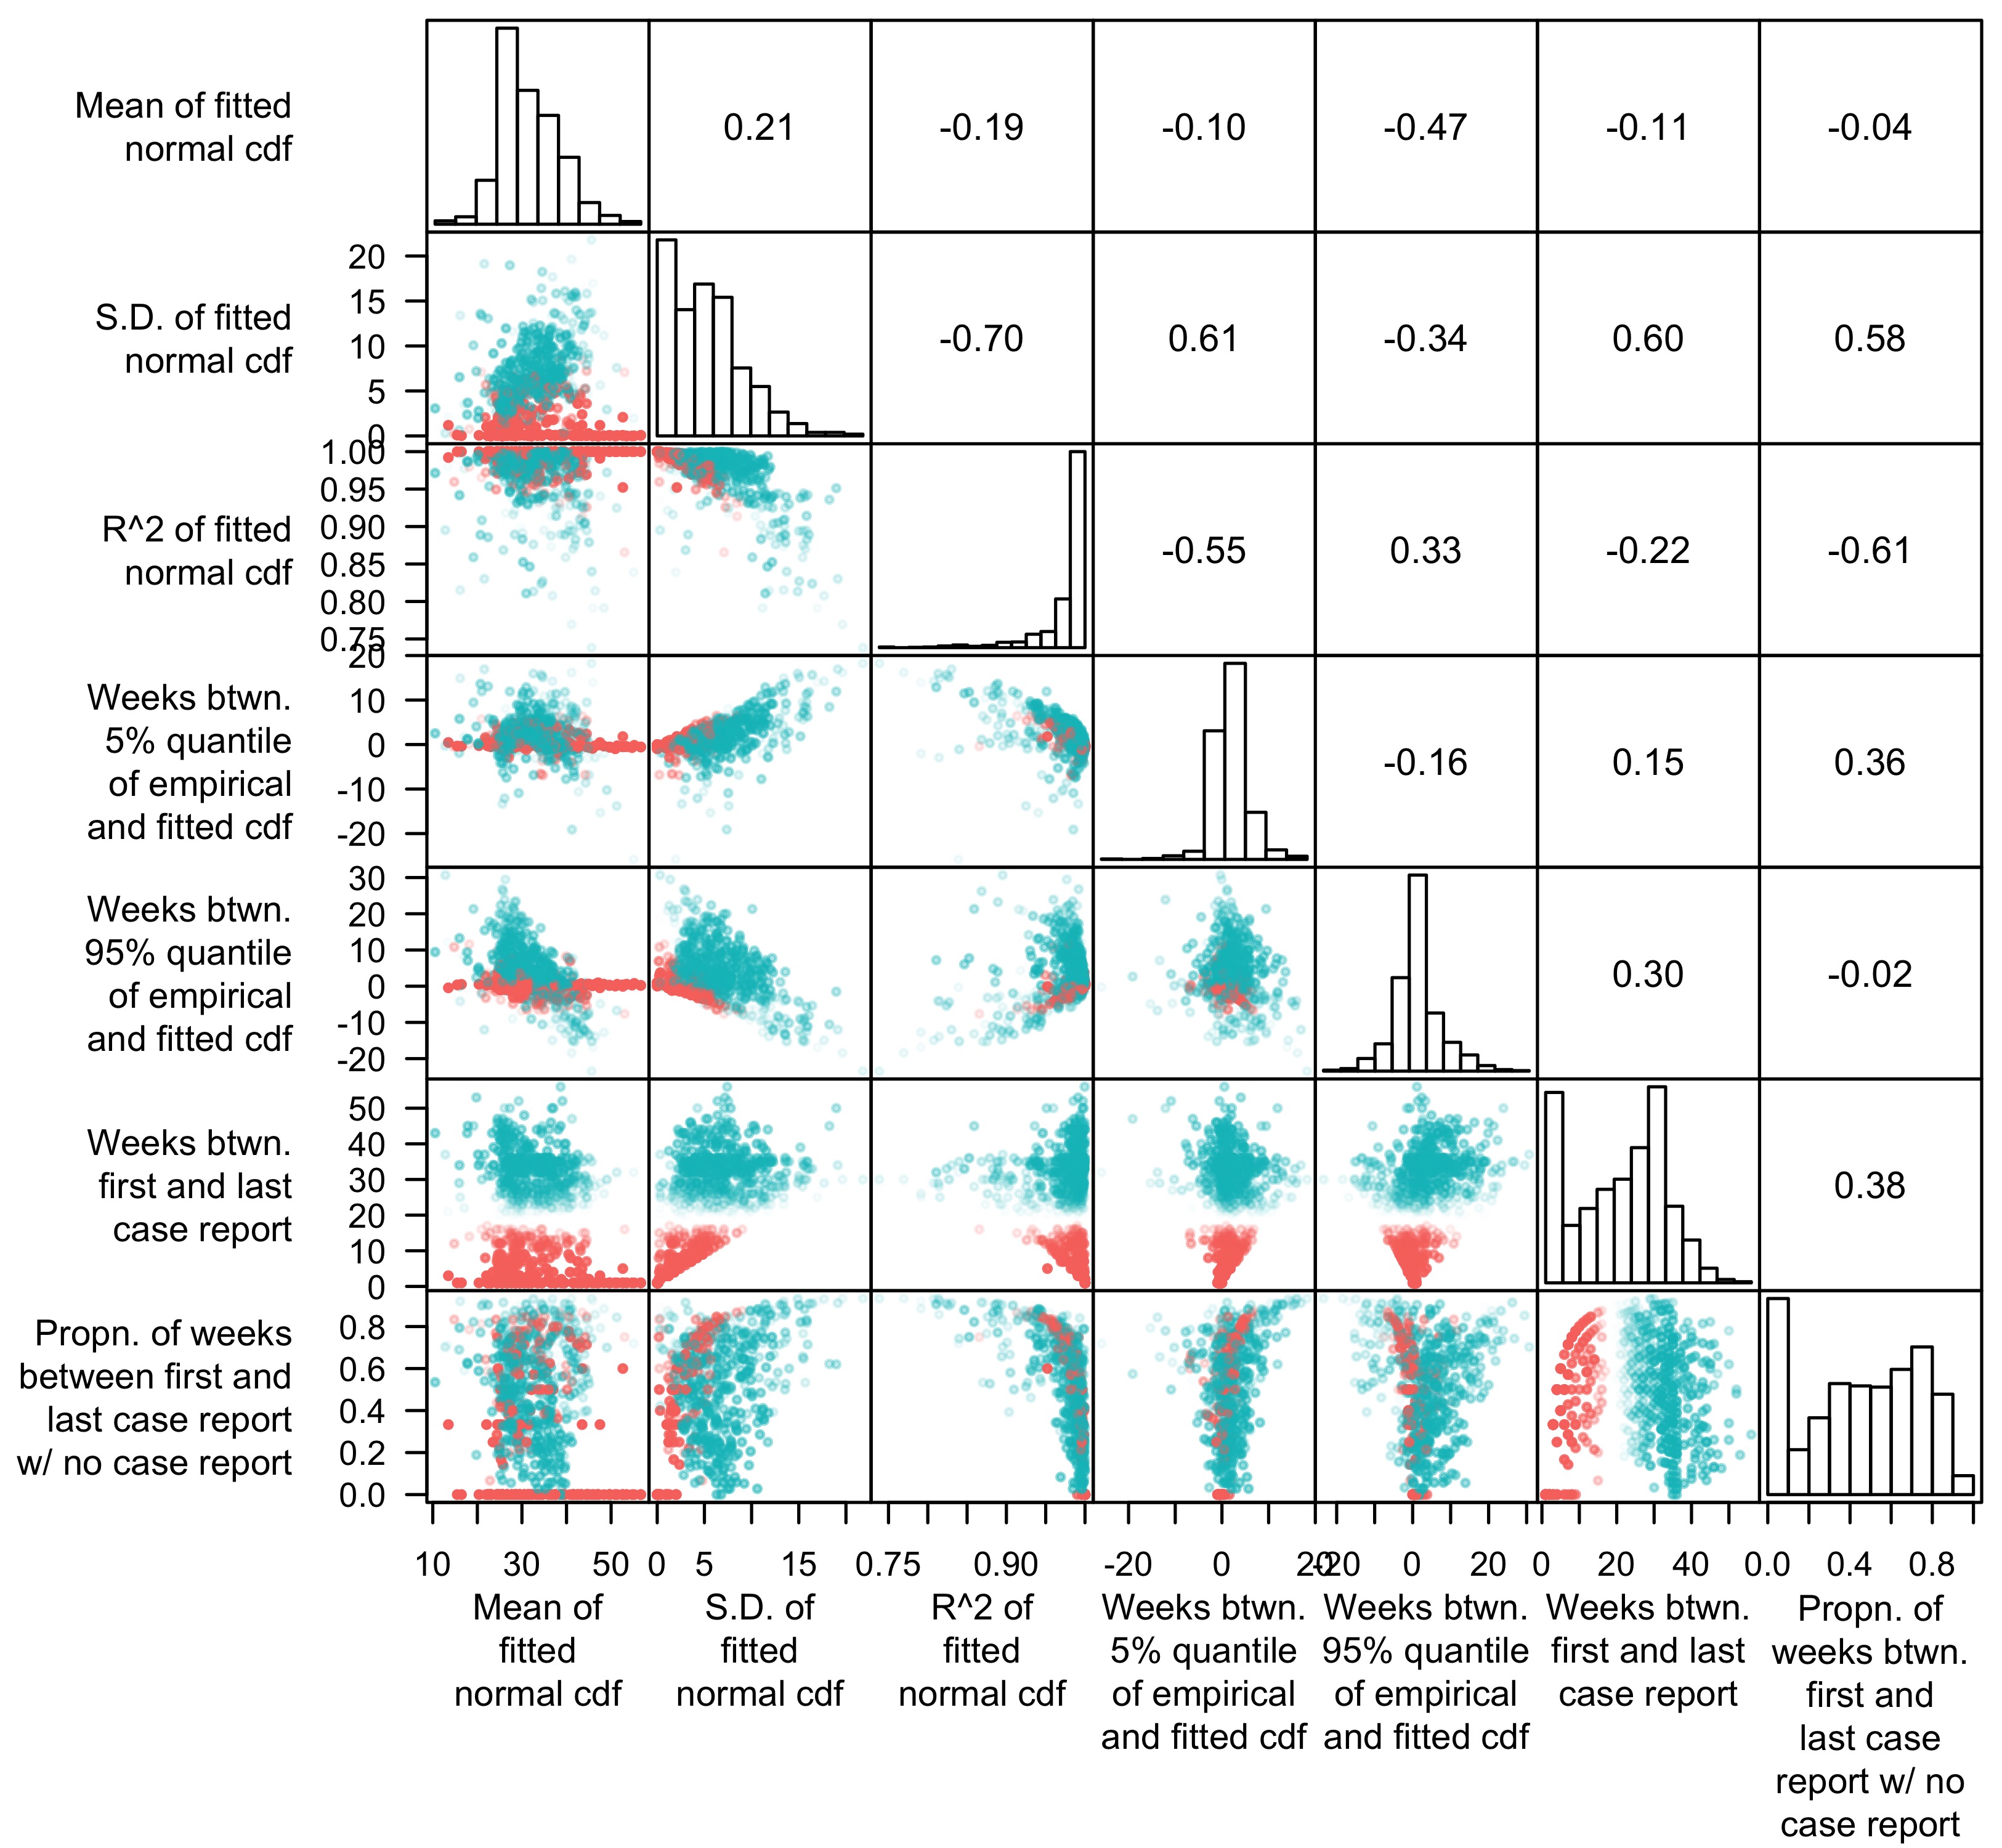 Mean of fitted
normal cdf
0.21
-0.19
-0.10
-0.47
-0.11
-0.04
S.D. of fitted
normal cdf
20
15
10
5
0
-0.70
0.61
-0.34
0.60
0.58
R^2 of fitted
normal cdf
1.00
0.95
0.90
0.85
0.80
0.75
-0.55
0.33
-0.22
-0.61
Weeks btwn.
5% quantile
of empirical
and fitted cdf
20
10
0
-10
-20
-0.16
0.15
0.36
Weeks btwn.
95% quantile
of empirical
and fitted cdf
30
20
10
0
-10
-20
0.30
-0.02
Weeks btwn.
first and last
case report
50
40
30
20
10
0
0.38
Propn. of weeks
between first and
last case report
w/ no case report
0.8
0.6
0.4
0.2
0.0
10 30 50
0 5 15
0.75 0.90
-20 0 20
-20 0 20
0 20 40 0
0.0 0.4 0.8
Mean of
fitted
normal cdf
S.D. of
fitted
normal cdf
R^2 of
fitted
normal cdf
Weeks btwn.
5% quantile
of empirical
and fitted cdf
Weeks btwn.
95% quantile
of empirical
and fitted cdf
Weeks btwn.
first and last
case report
Propn. of
weeks btwn.
first and
last case
report w/ no
case report